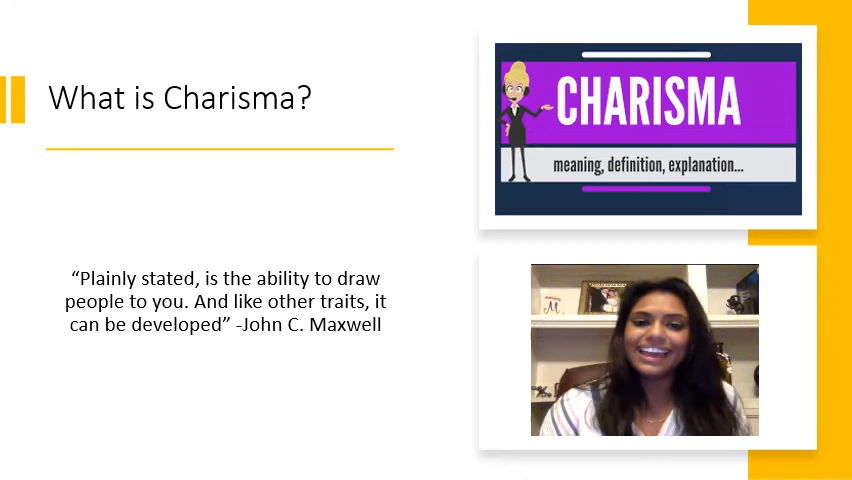 What is Charisma?
CHARISMA
meaning, definition, explanation...
“Plainly stated, is the ability to draw
people to you. And like other traits, it
can be developed” -John C. Maxwell
M